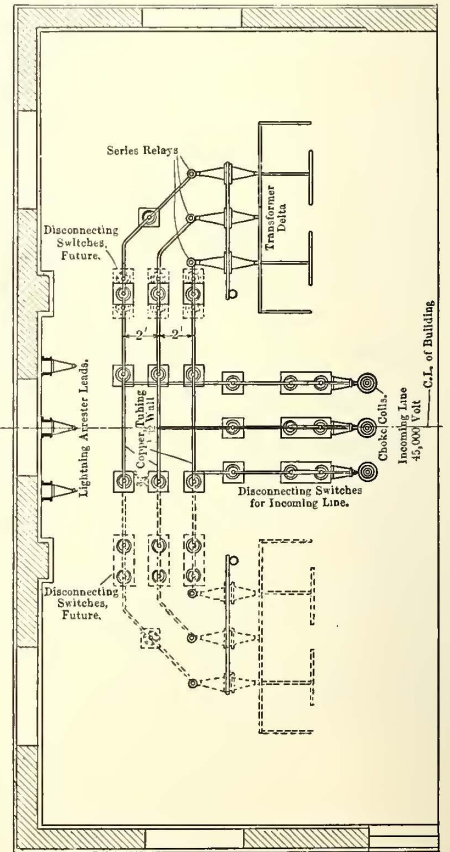 Series Relays
Disconnecting
Switches,
Future.
Transformer
Delta
2'
2'
Lightning Arrester Leads.
Copper Tubing
Wall
Choke Coils.
Incoming Line
45,000 Volt
C.L. of Building
Disconnecting Switches
for Incoming Line.
Disconnecting
Switches,
Future.